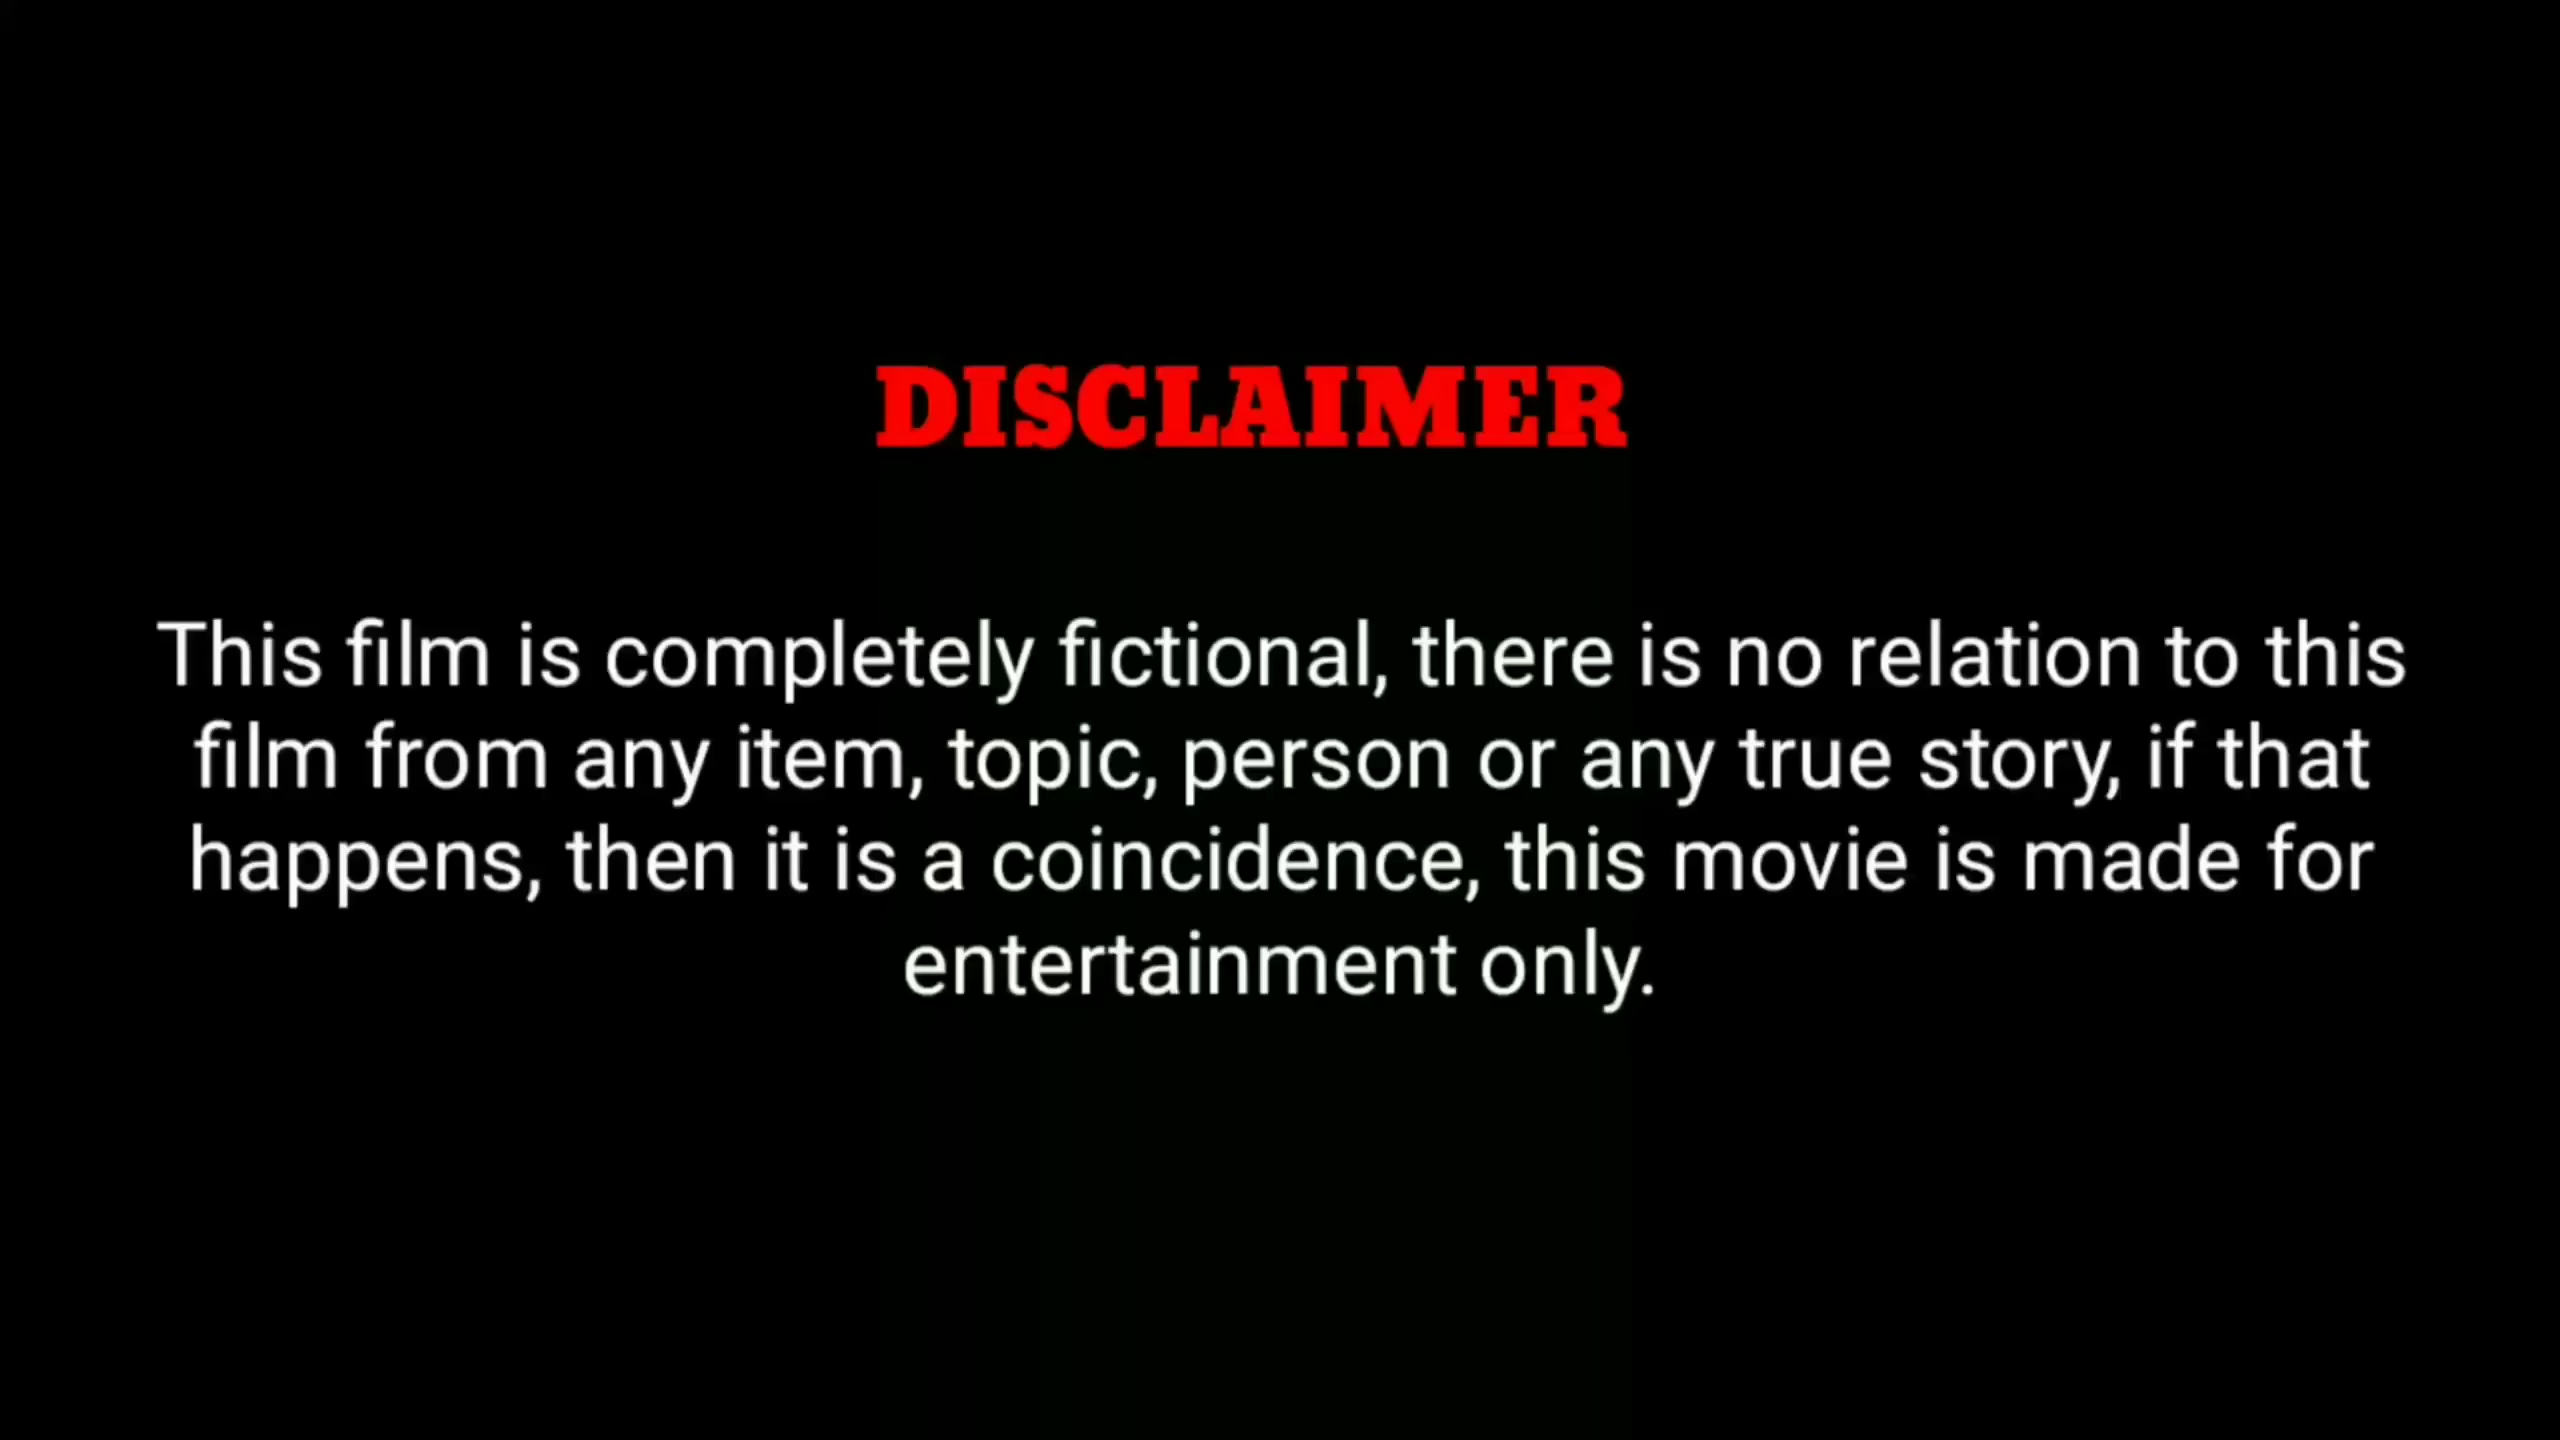 DISCLAIMER
This film is completely fictional, there is no relation to this
film from any item, topic, person or any true story, if that
happens, then it is a coincidence, this movie is made for
entertainment only.